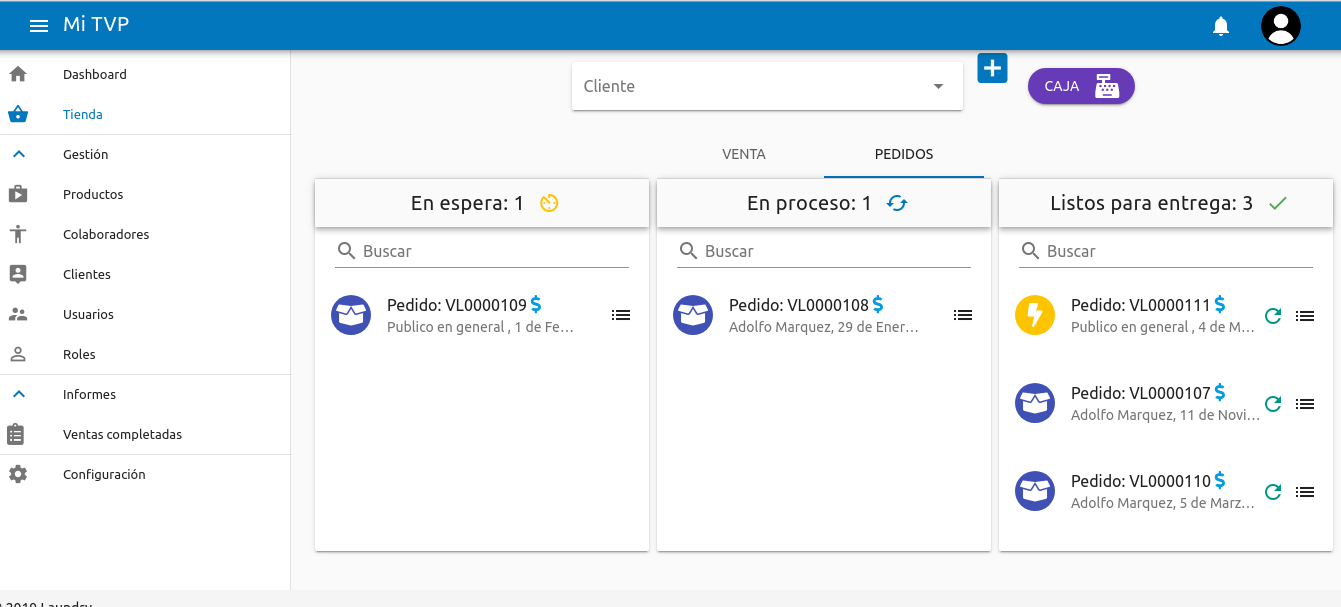 Mi TVP
Dashboard
Tienda
Gestión
Productos
Colaboradores
Clientes
Usuarios
Roles
Informes
Ventas completadas
Configuración
Cliente
CAJA
VENTA
PEDIDOS
En espera: 1
Buscar
Pedido: VL0000109
Publico en general , 1 de Fe…
En proceso: 1
Buscar
Pedido: VL0000108
Adolfo Marquez, 29 de Ener…
Listos para entrega: 3
Buscar
Pedido: VL0000111
Publico en general , 4 de M…
Pedido: VL0000107
Adolfo Marquez, 11 de Novi…
Pedido: VL0000110
Adolfo Marquez, 5 de Marz…
2019 Laundry